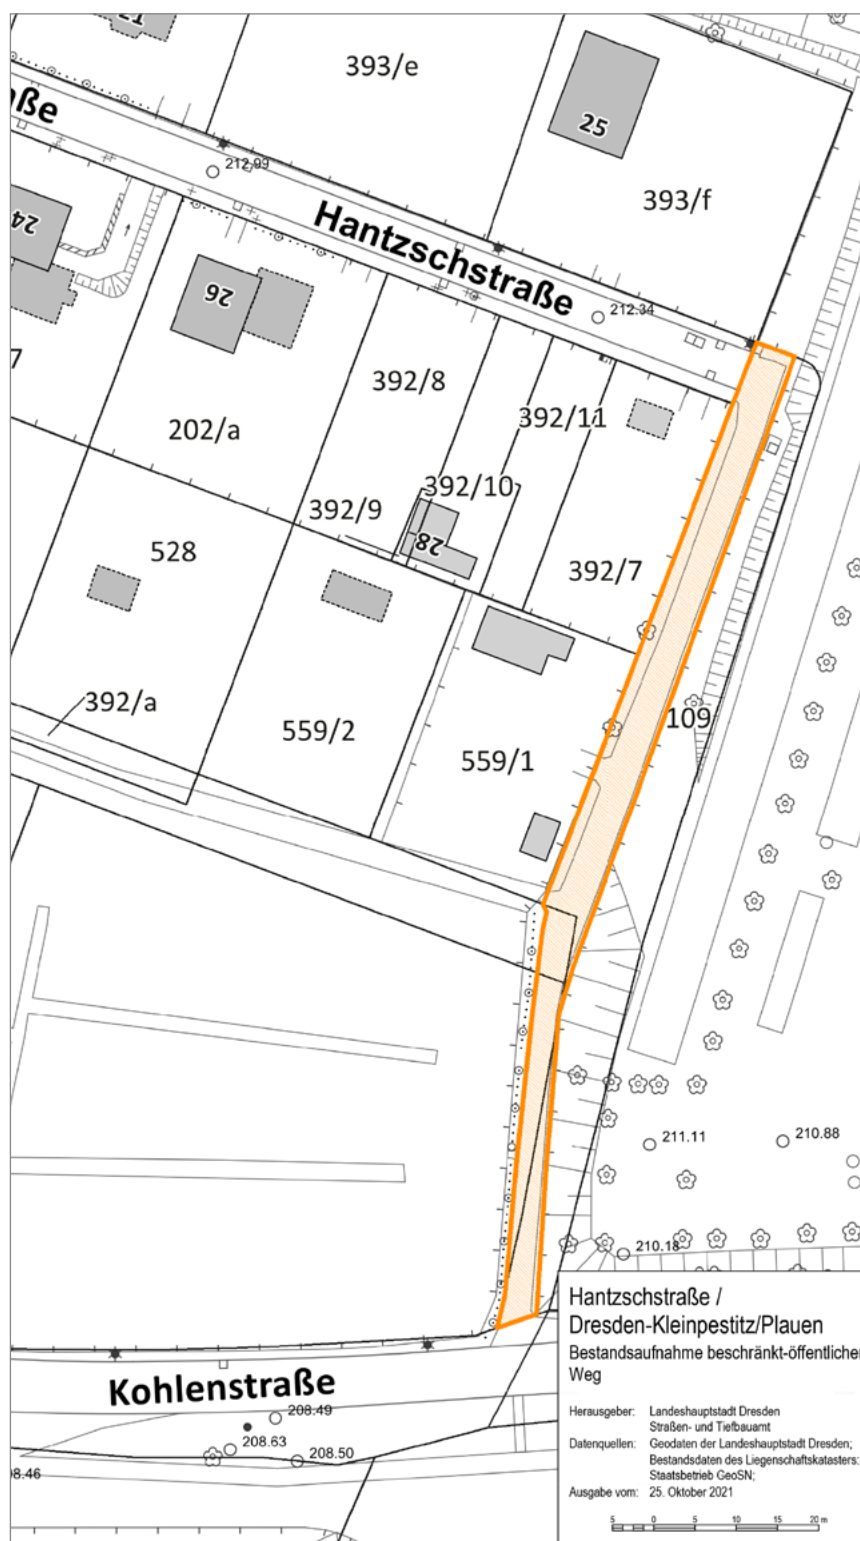 12
393/e
25
393/f
aße
212.99
Hantzschstraße
212.34
24
26
7
392/8
392/11
202/a
392/10
392/9
28
528
392/7
392/a
559/2
559/1
109
211.11
210.88
210.18
Kohlenstraße
208.49
208.63
208.50
08.46
Hantzschstraße /
Dresden-Kleinpestitz/Plauen
Bestandsaufnahme beschränkt-öffentlicher
Weg
Herausgeber: Landeshauptstadt Dresden
Straßen- und Tiefbauamt
Datenquellen: Geodaten der Landeshauptstadt Dresden;
Bestandsdaten des Liegenschaftskatasters:
Staatsbetrieb GeoSN;
Ausgabe vom: 25. Oktober 2021
5 0 5 10 15 20 m